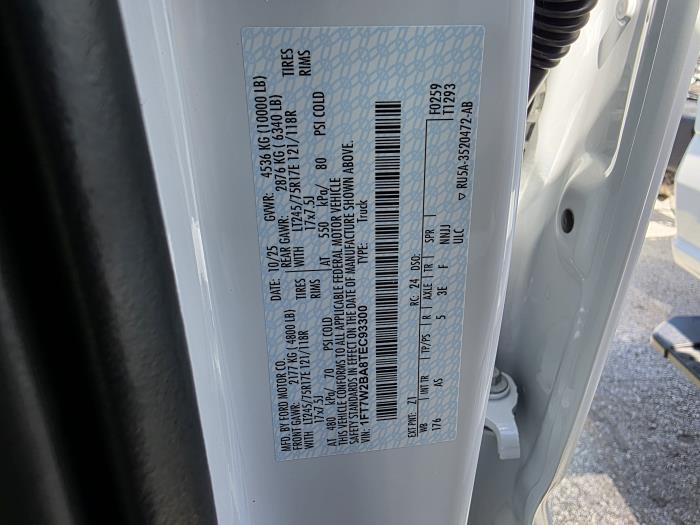 MFD. BY FORD MOTOR CO.
DATE: 10/25 GVWR: 4536 KG (10000 LB)
FRONT GAWR: 2177 KG (4800 LB) REAR GAWR: 2876 KG (6340 LB)
WITH LT245/75R17E 121/118R TIRES WITH LT245/75R17E 121/118R TIRES
17x7.5J RIMS 17x7.5J RIMS
AT 480 kPa/ 70 PSI COLD AT 550 kPa/ 80 PSI COLD
THIS VEHICLE CONFORMS TO ALL APPLICABLE FEDERAL MOTOR VEHICLE
SAFETY STANDARDS IN EFFECT ON THE DATE OF MANUFACTURE SHOWN ABOVE.
VIN: 1FT7W2BA8TEC93300 TYPE: Truck
F0259
T1293
EXT PNT: Z1 RC: 24 DSO:
WB INT TR TP/PS R AXLE TR SPR
176 AS 5 3E F NNJJ
ULC
RU5A-3520472-AB